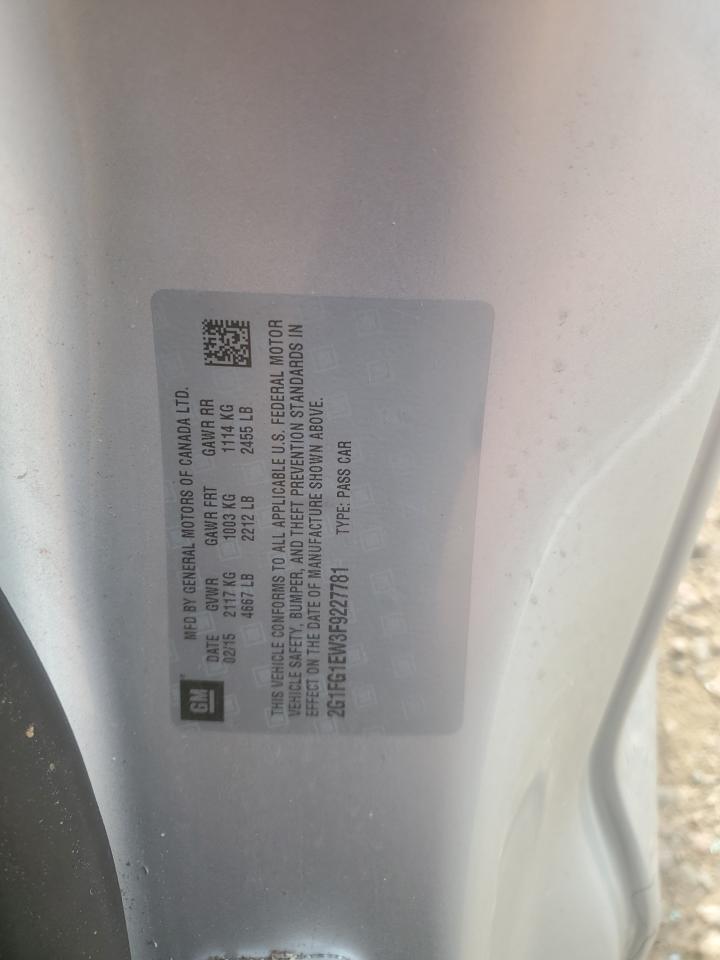 GM
MFD BY GENERAL MOTORS OF CANADA LTD.
DATE GVWR GAWR FRT GAWR RR
02/15 2117 KG 1003 KG 1114 KG
4667 LB 2212 LB 2455 LB
THIS VEHICLE CONFORMS TO ALL APPLICABLE U.S. FEDERAL MOTOR
VEHICLE SAFETY, BUMPER, AND THEFT PREVENTION STANDARDS IN
EFFECT ON THE DATE OF MANUFACTURE SHOWN ABOVE.
2G1FG1EW3F9227781 TYPE: PASS CAR